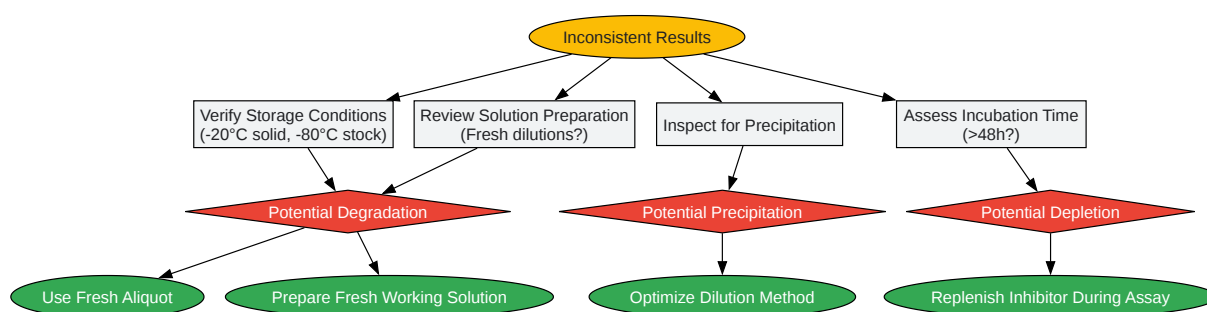 Inconsistent Results
Verify Storage Conditions
(-20°C solid, -80°C stock)
Review Solution Preparation
(Fresh dilutions?)
Inspect for Precipitation
Assess Incubation Time
(>48h?)
Potential Degradation
Potential Precipitation
Potential Depletion
Use Fresh Aliquot
Prepare Fresh Working Solution
Optimize Dilution Method
Replenish Inhibitor During Assay